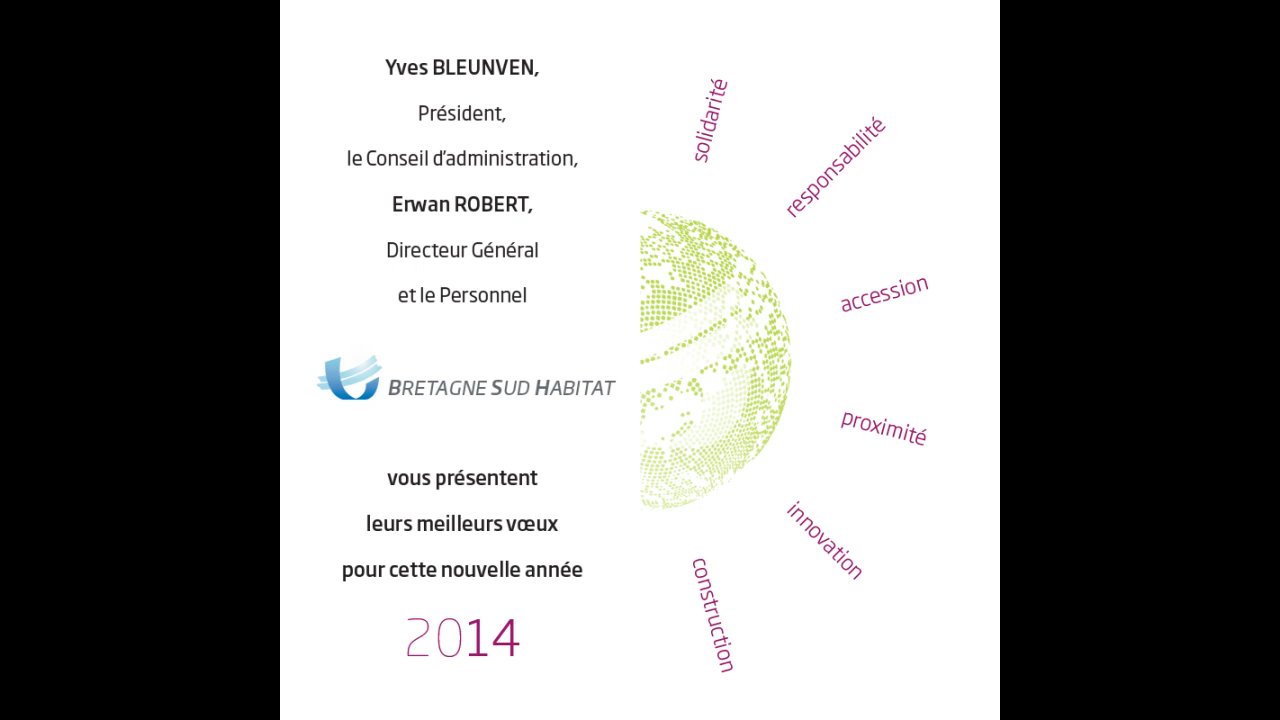 Yves BLEUNVEN,
Président,
le Conseil d'administration,
Erwan ROBERT,
Directeur Général
et le Personnel
BRETAGNE SUD HABITAT
vous présentent
leurs meilleurs vœux
pour cette nouvelle année
2014
solidarité
responsabilité
accession
proximité
innovation
construction